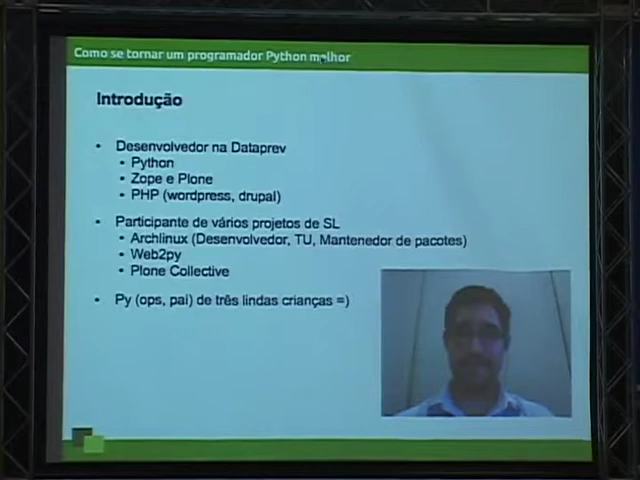 Como se tornar um programador Python melhor
Introdução
• Desenvolvedor na Dataprev
• Python
• Zope e Plone
• PHP (wordpress, drupal)
• Participante de vários projetos de SL
• Archlinux (Desenvolvedor, TU, Mantenedor de pacotes)
• Web2py
• Plone Collective
• Py (ops, pai) de três lindas crianças =)